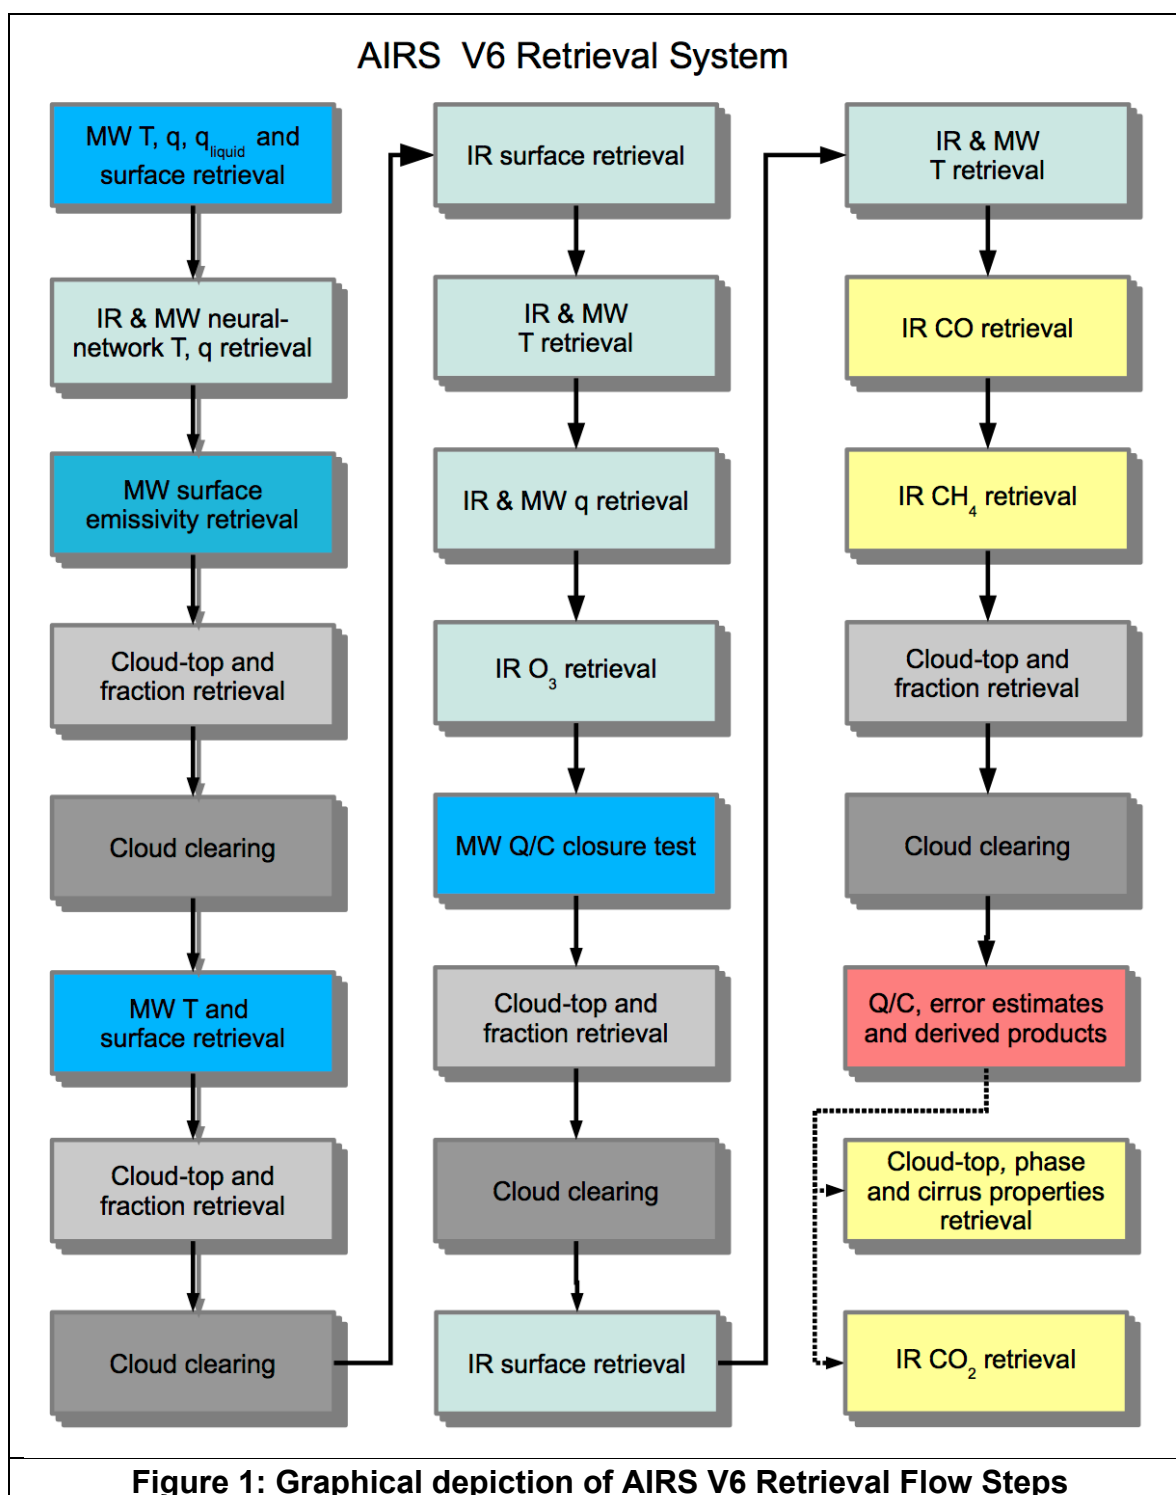 AIRS V6 Retrieval System
MW T, q, q_liquid and
surface retrieval
IR & MW neural-
network T, q retrieval
MW surface
emissivity retrieval
Cloud-top and
fraction retrieval
Cloud clearing
MW T and
surface retrieval
Cloud-top and
fraction retrieval
Cloud clearing
IR surface retrieval
IR & MW
T retrieval
IR & MW q retrieval
IR O₃ retrieval
MW Q/C closure test
Cloud-top and
fraction retrieval
Cloud clearing
IR surface retrieval
IR & MW
T retrieval
IR CO retrieval
IR CH₄ retrieval
Cloud-top and
fraction retrieval
Cloud clearing
Q/C, error estimates
and derived products
Cloud-top, phase
and cirrus properties
retrieval
IR CO₂ retrieval
Figure 1: Graphical depiction of AIRS V6 Retrieval Flow Steps